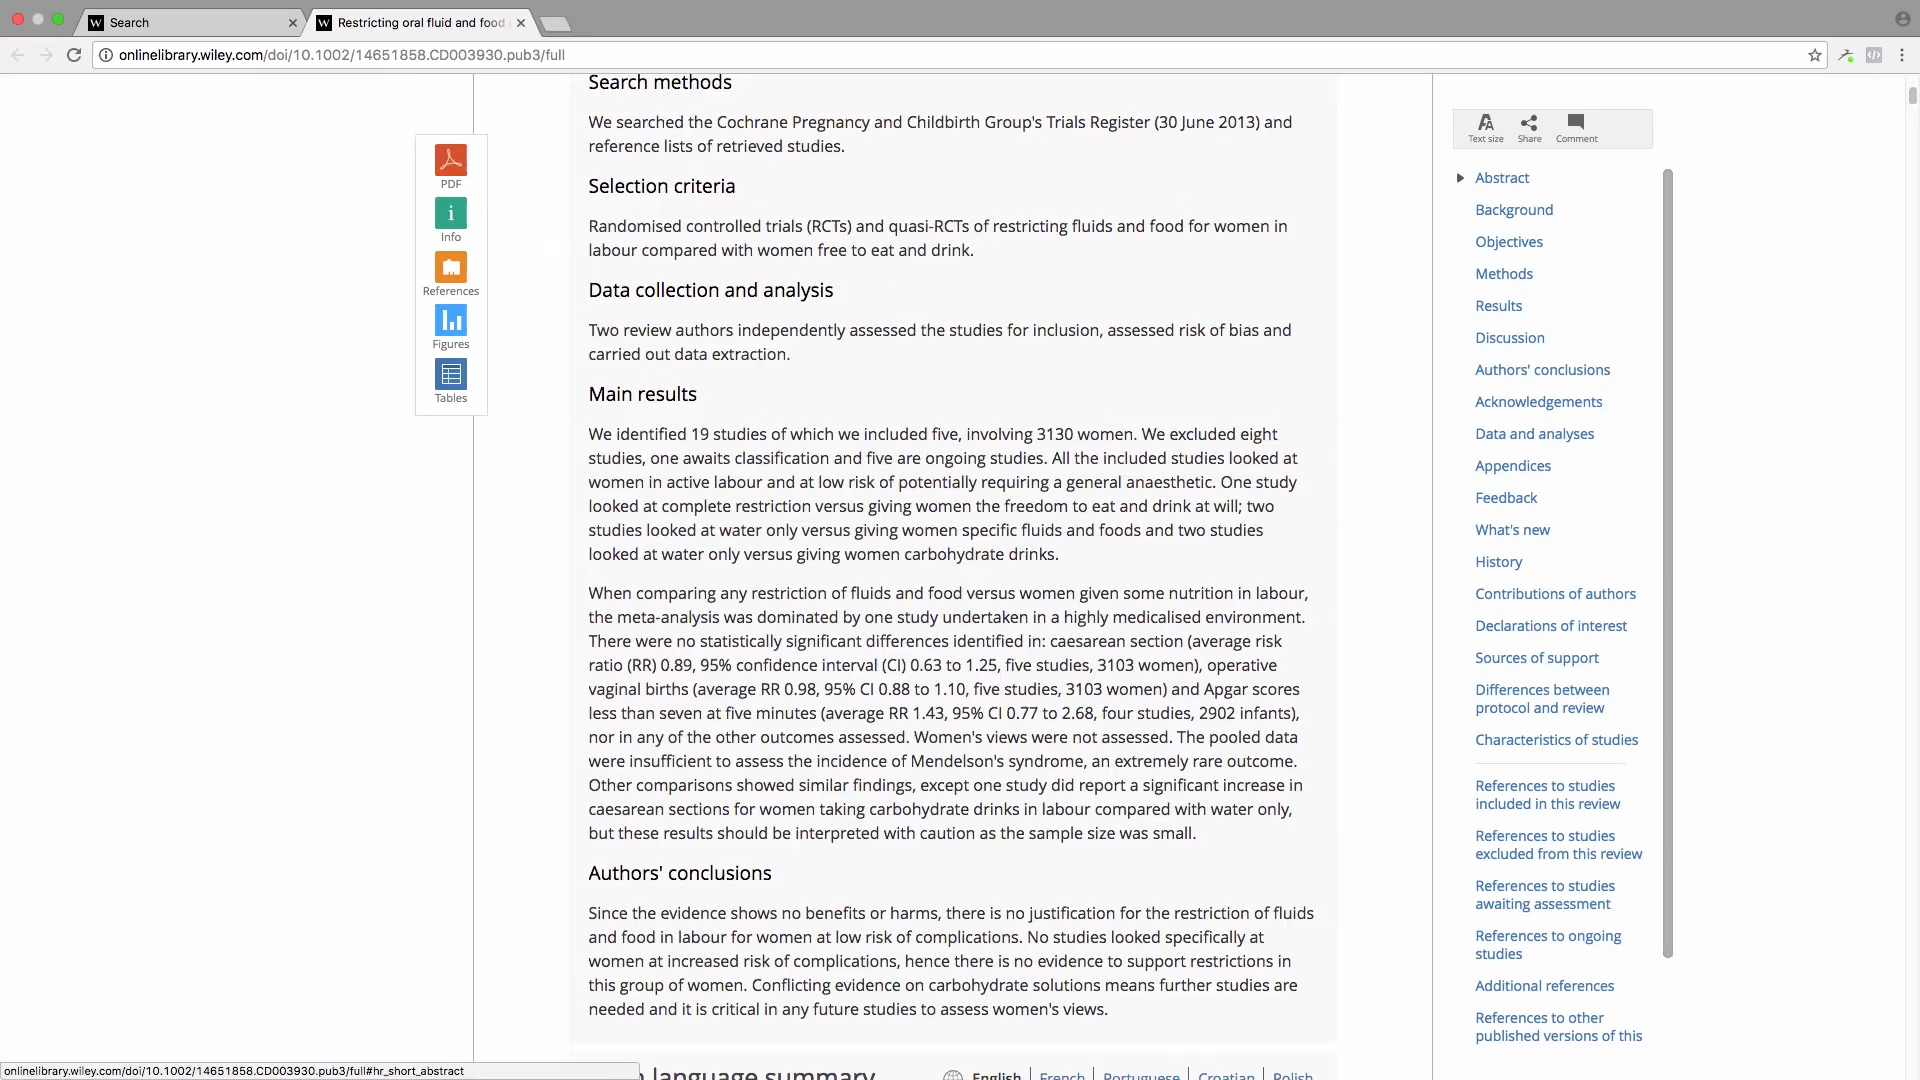 Search
Restricting oral fluid and food
onlinelibrary.wiley.com/doi/10.1002/14651858.CD003930.pub3/full
PDF
Info
References
Figures
Tables
Search methods
We searched the Cochrane Pregnancy and Childbirth Group's Trials Register (30 June 2013) and
reference lists of retrieved studies.
Selection criteria
Randomised controlled trials (RCTs) and quasi-RCTs of restricting fluids and food for women in
labour compared with women free to eat and drink.
Data collection and analysis
Two review authors independently assessed the studies for inclusion, assessed risk of bias and
carried out data extraction.
Main results
We identified 19 studies of which we included five, involving 3130 women. We excluded eight
studies, one awaits classification and five are ongoing studies. All the included studies looked at
women in active labour and at low risk of potentially requiring a general anaesthetic. One study
looked at complete restriction versus giving women the freedom to eat and drink at will; two
studies looked at water only versus giving women specific fluids and foods and two studies
looked at water only versus giving women carbohydrate drinks.
When comparing any restriction of fluids and food versus women given some nutrition in labour,
the meta-analysis was dominated by one study undertaken in a highly medicalised environment.
There were no statistically significant differences identified in: caesarean section (average risk
ratio (RR) 0.89, 95% confidence interval (CI) 0.63 to 1.25, five studies, 3103 women), operative
vaginal births (average RR 0.98, 95% CI 0.88 to 1.10, five studies, 3103 women) and Apgar scores
less than seven at five minutes (average RR 1.43, 95% CI 0.77 to 2.68, four studies, 2902 infants),
nor in any of the other outcomes assessed. Women's views were not assessed. The pooled data
were insufficient to assess the incidence of Mendelson's syndrome, an extremely rare outcome.
Other comparisons showed similar findings, except one study did report a significant increase in
caesarean sections for women taking carbohydrate drinks in labour compared with water only,
but these results should be interpreted with caution as the sample size was small.
Authors' conclusions
Since the evidence shows no benefits or harms, there is no justification for the restriction of fluids
and food in labour for women at low risk of complications. No studies looked specifically at
women at increased risk of complications, hence there is no evidence to support restrictions in
this group of women. Conflicting evidence on carbohydrate solutions means further studies are
needed and it is critical in any future studies to assess women's views.
language summary
English | French | Portuguese | Croatian | Polish
Text size
Share
Comment
Abstract
Background
Objectives
Methods
Results
Discussion
Authors' conclusions
Acknowledgements
Data and analyses
Appendices
Feedback
What's new
History
Contributions of authors
Declarations of interest
Sources of support
Differences between
protocol and review
Characteristics of studies
References to studies
included in this review
References to studies
excluded from this review
References to studies
awaiting assessment
References to ongoing
studies
Additional references
References to other
published versions of this
onlinelibrary.wiley.com/doi/10.1002/14651858.CD003930.pub3/full#hr_short_abstract